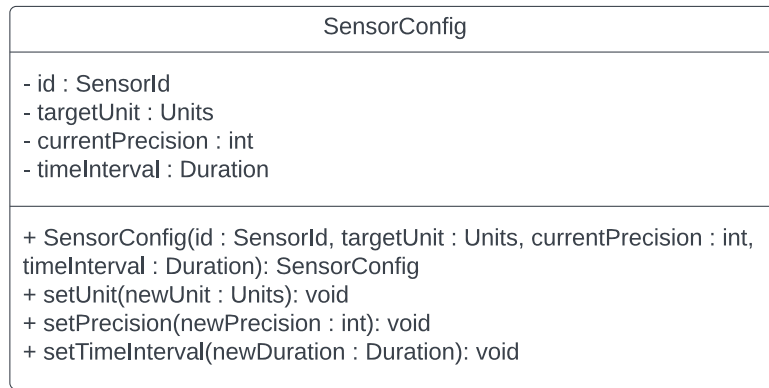 SensorConfig
- id : SensorId
- targetUnit : Units
- currentPrecision : int
- timeInterval : Duration
+ SensorConfig(id : SensorId, targetUnit : Units, currentPrecision : int,
timeInterval : Duration): SensorConfig
+ setUnit(newUnit : Units): void
+ setPrecision(newPrecision : int): void
+ setTimeInterval(newDuration : Duration): void